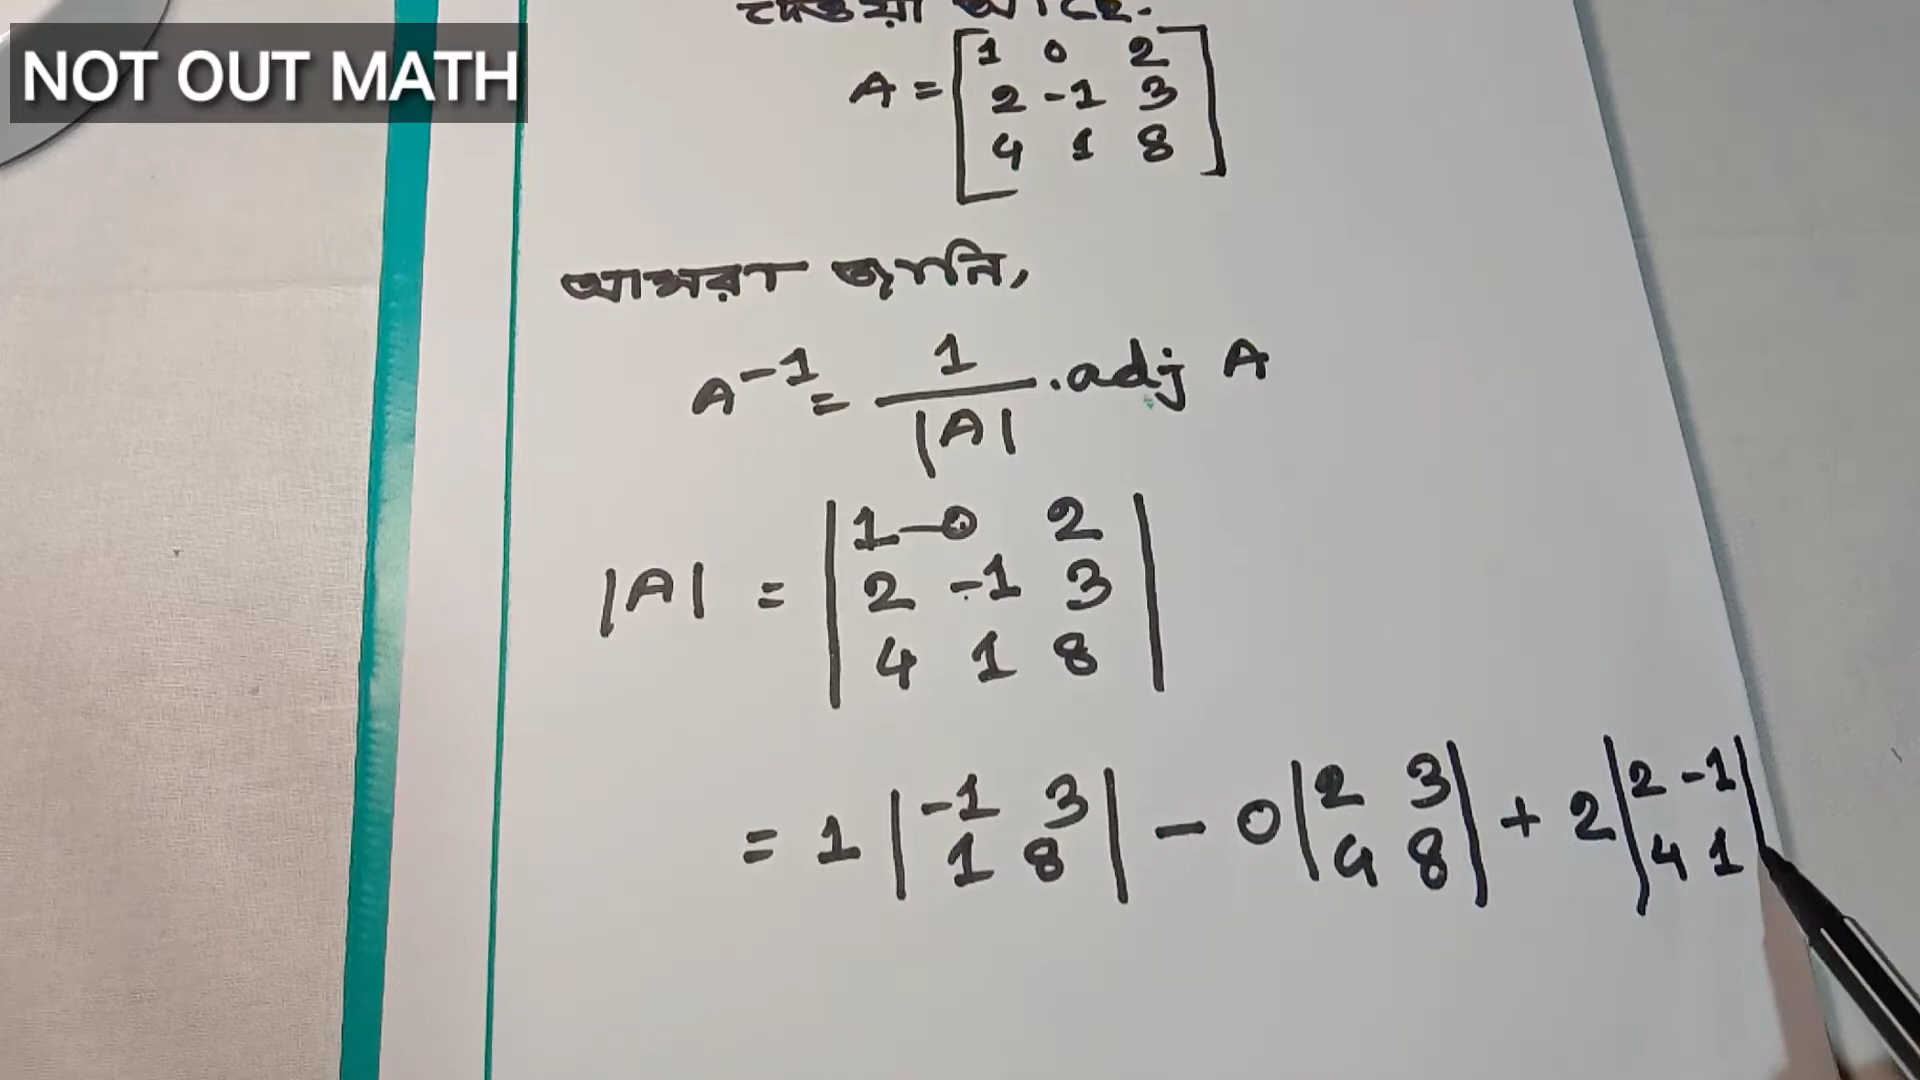 NOT OUT MATH
A = [1 0 2
2 -1 3
4 1 8]
আমরা জানি,
A⁻¹ = 1/|A| . adj A
|A| = |1 0 2|
|2 -1 3|
|4 1 8|
= 1 |-1 3; 1 8| - 0 |2 3; 4 8| + 2 |2 -1; 4 1|